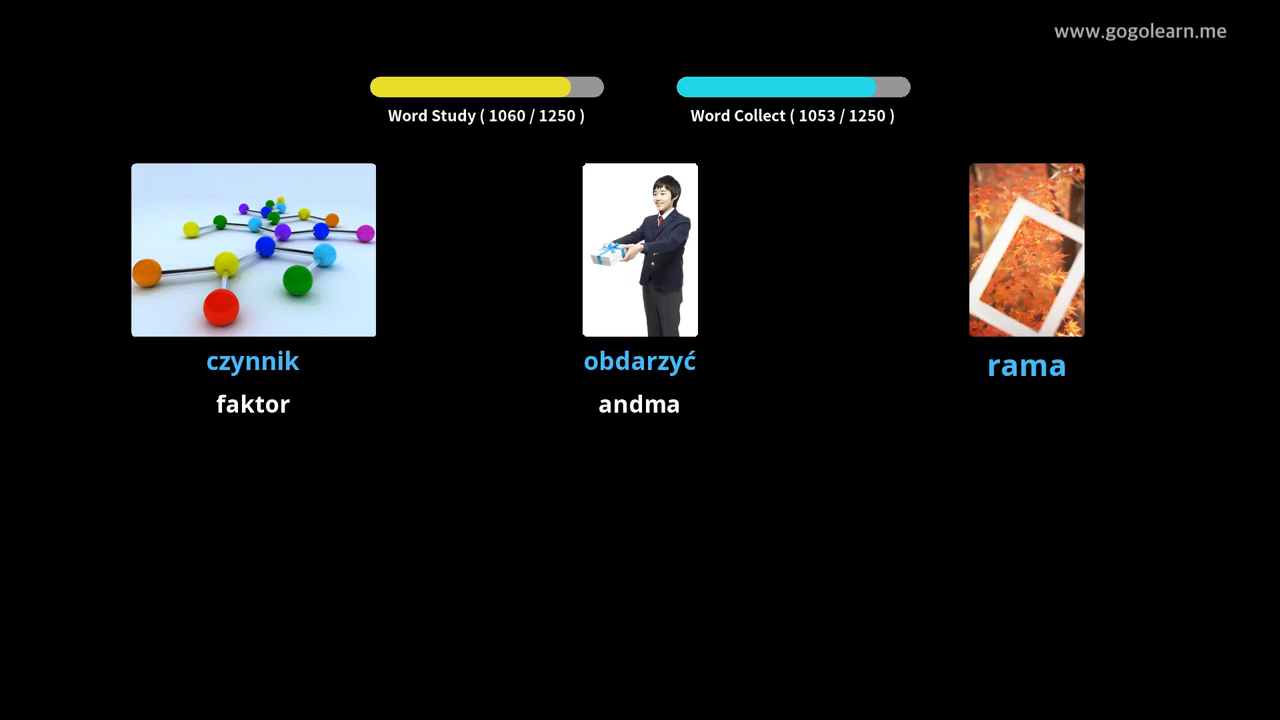 www.gogolearn.me
Word Study ( 1060 / 1250 )
Word Collect ( 1053 / 1250 )
czynnik
faktor
obdarzyć
andma
rama